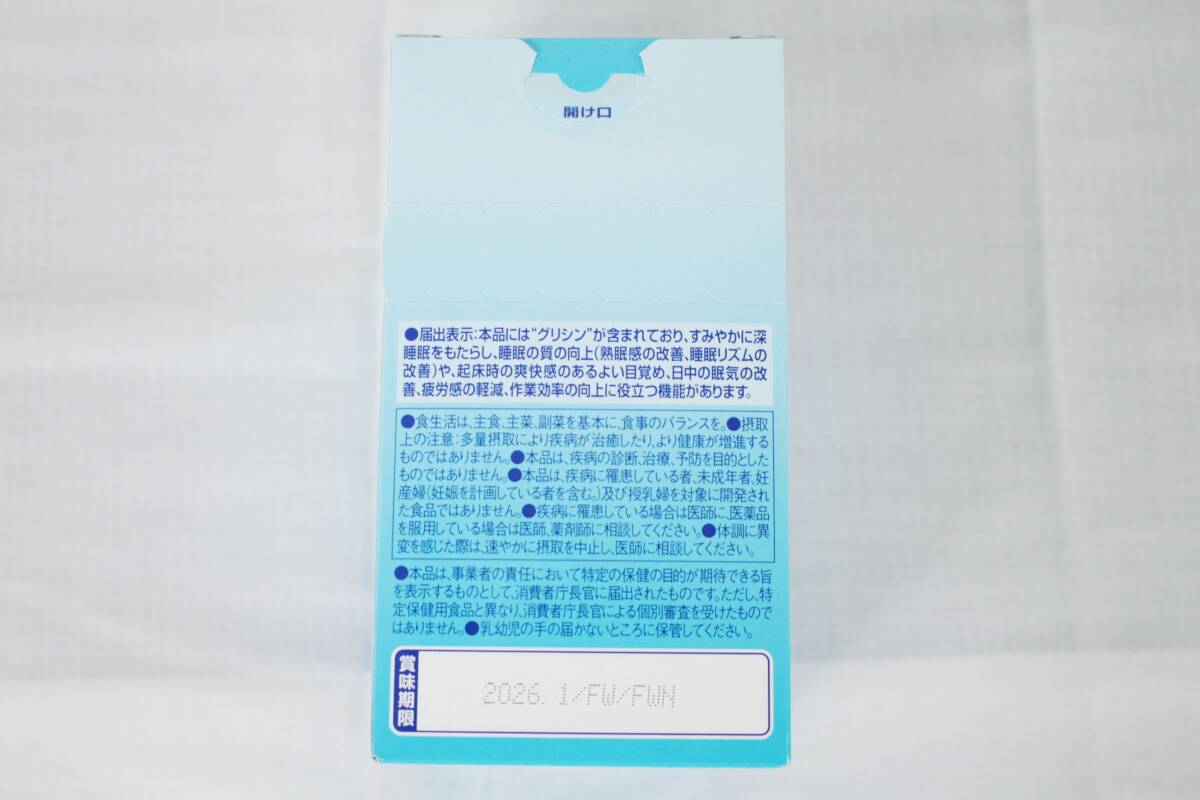 開け口
●届出表示:本品には“グリシン”が含まれており、すみやかに深
睡眠をもたらし、睡眠の質の向上(熟眠感の改善、睡眠リズムの
改善)や、起床時の爽快感のあるよい目覚め、日中の眠気の改
善、疲労感の軽減、作業効率の向上に役立つ機能があります。
●食生活は、主食、主菜、副菜を基本に、食事のバランスを。●摂取
上の注意:多量摂取により疾病が治癒したり、より健康が増進する
ものではありません。●本品は、疾病の診断、治療、予防を目的とした
ものではありません。●本品は、疾病に罹患している者、未成年者、妊
産婦(妊娠を計画している者を含む。)及び授乳婦を対象に開発され
た食品ではありません。●疾病に罹患している場合は医師に、医薬品
を服用している場合は医師、薬剤師に相談してください。●体調に異
変を感じた際は、速やかに摂取を中止し、医師に相談してください。
●本品は、事業者の責任において特定の保健の目的が期待できる旨
を表示するものとして、消費者庁長官に届出されたものです。ただし、特
定保健用食品と異なり、消費者庁長官による個別審査を受けたもので
はありません。●乳幼児の手の届かないところに保管してください。
賞味期限
2026. 1/FW/FWN